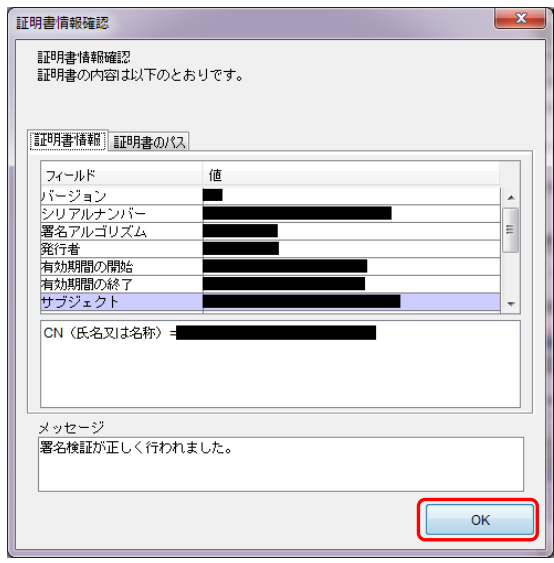 証明書情報確認
証明書情報確認
証明書の内容は以下のとおりです。
証明書情報 証明書のパス
フィールド 値
バージョン
シリアルナンバー
署名アルゴリズム
発行者
有効期間の開始
有効期間の終了
サブジェクト
CN（氏名又は名称）=
メッセージ
署名検証が正しく行われました。
OK